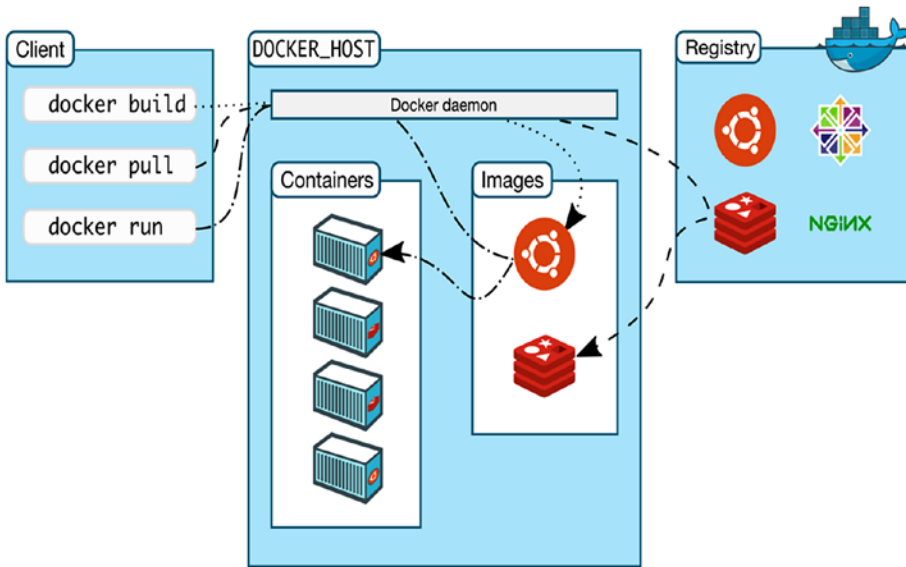 Client
docker build
docker pull
docker run
DOCKER_HOST
Docker daemon
Containers
Images
Registry
NGINX